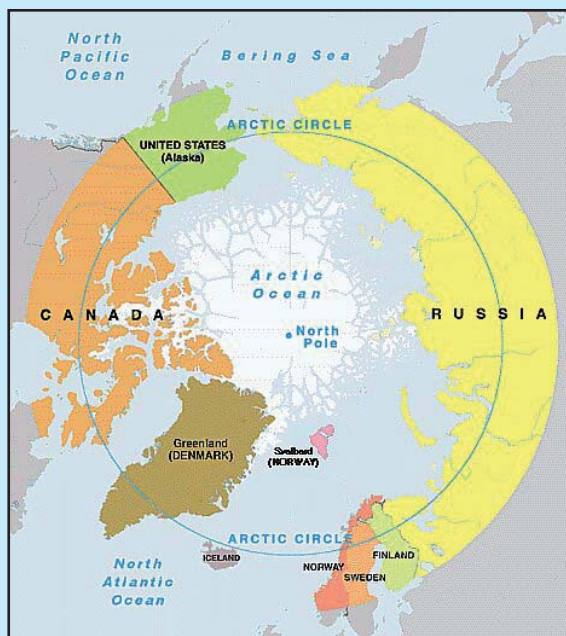 North
Pacific
Ocean
Bering Sea
ARCTIC CIRCLE
UNITED STATES
(Alaska)
Arctic
Ocean
CANADA
North
Pole
RUSSIA
Greenland
(DENMARK)
Svalbard
(NORWAY)
ARCTIC CIRCLE
ICELAND
NORWAY
FINLAND
SWEDEN
North
Atlantic
Ocean